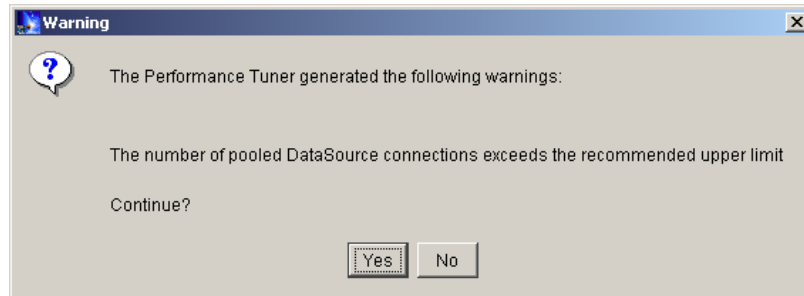 Warning
The Performance Tuner generated the following warnings:
The number of pooled DataSource connections exceeds the recommended upper limit
Continue?
Yes No